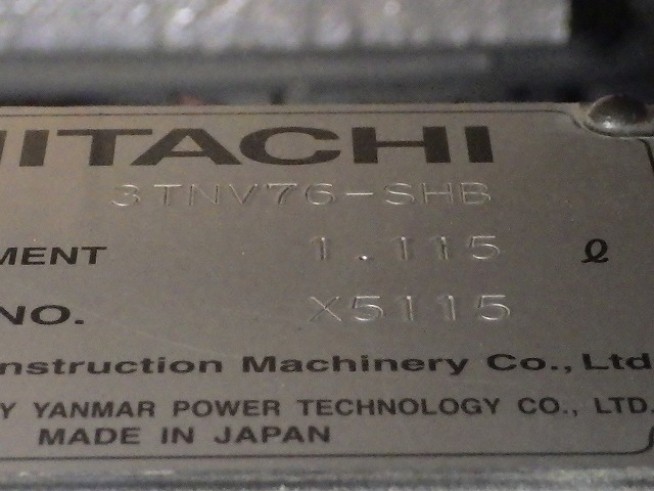 HITACHI
3TNV76-SHB
MENT 1.115 ℓ
NO. X5115
nstruction Machinery Co., Ltd
Y YANMAR POWER TECHNOLOGY CO., LTD.
MADE IN JAPAN